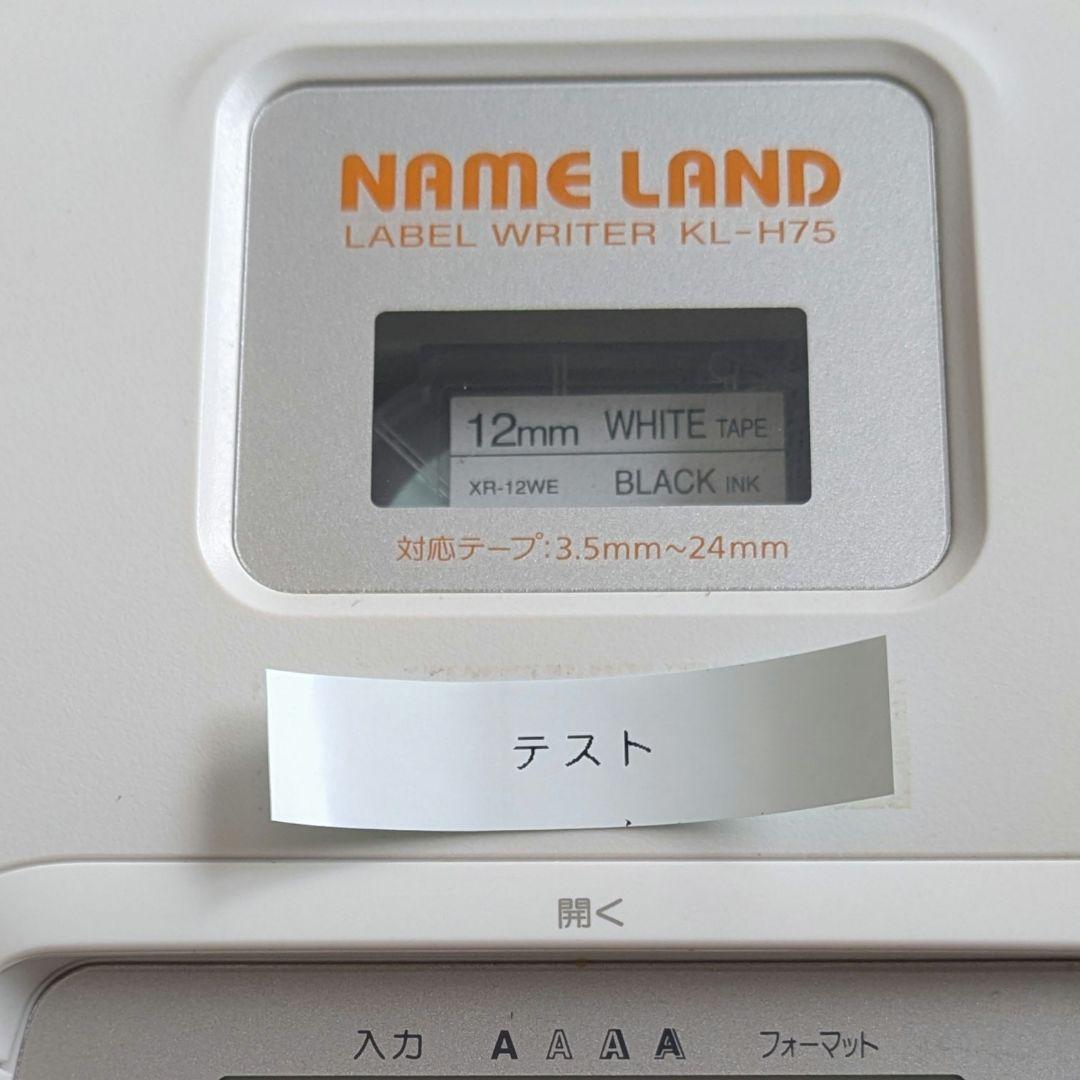 NAME LAND
LABEL WRITER KL-H75
12mm WHITE TAPE
XR-12WE BLACK INK
対応テープ:3.5mm~24mm
テスト
開く
入力 A A A A フォーマット